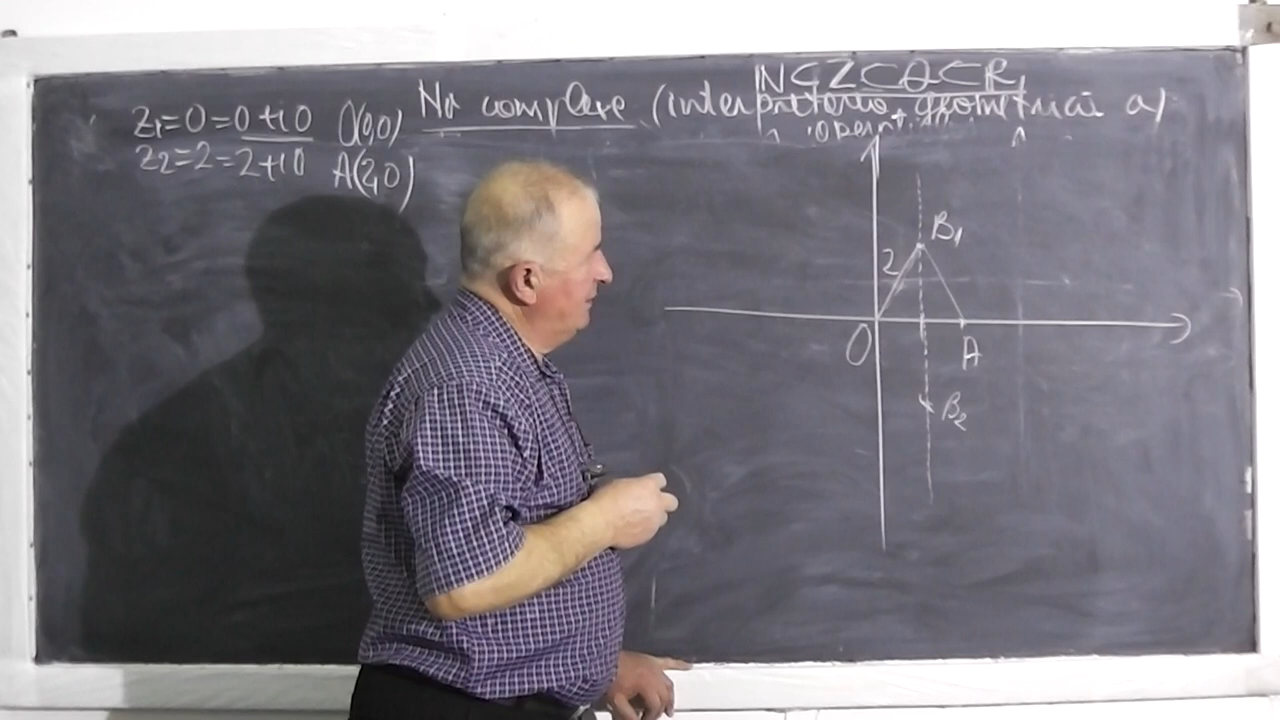 N⊂Z⊂Q⊂R
Nr complexe (interpretarea geometrică a)
z₁=0=0+i0 O(0,0)
z₂=2=2+i0 A(2,0)
B₁
2
O
A
B₂